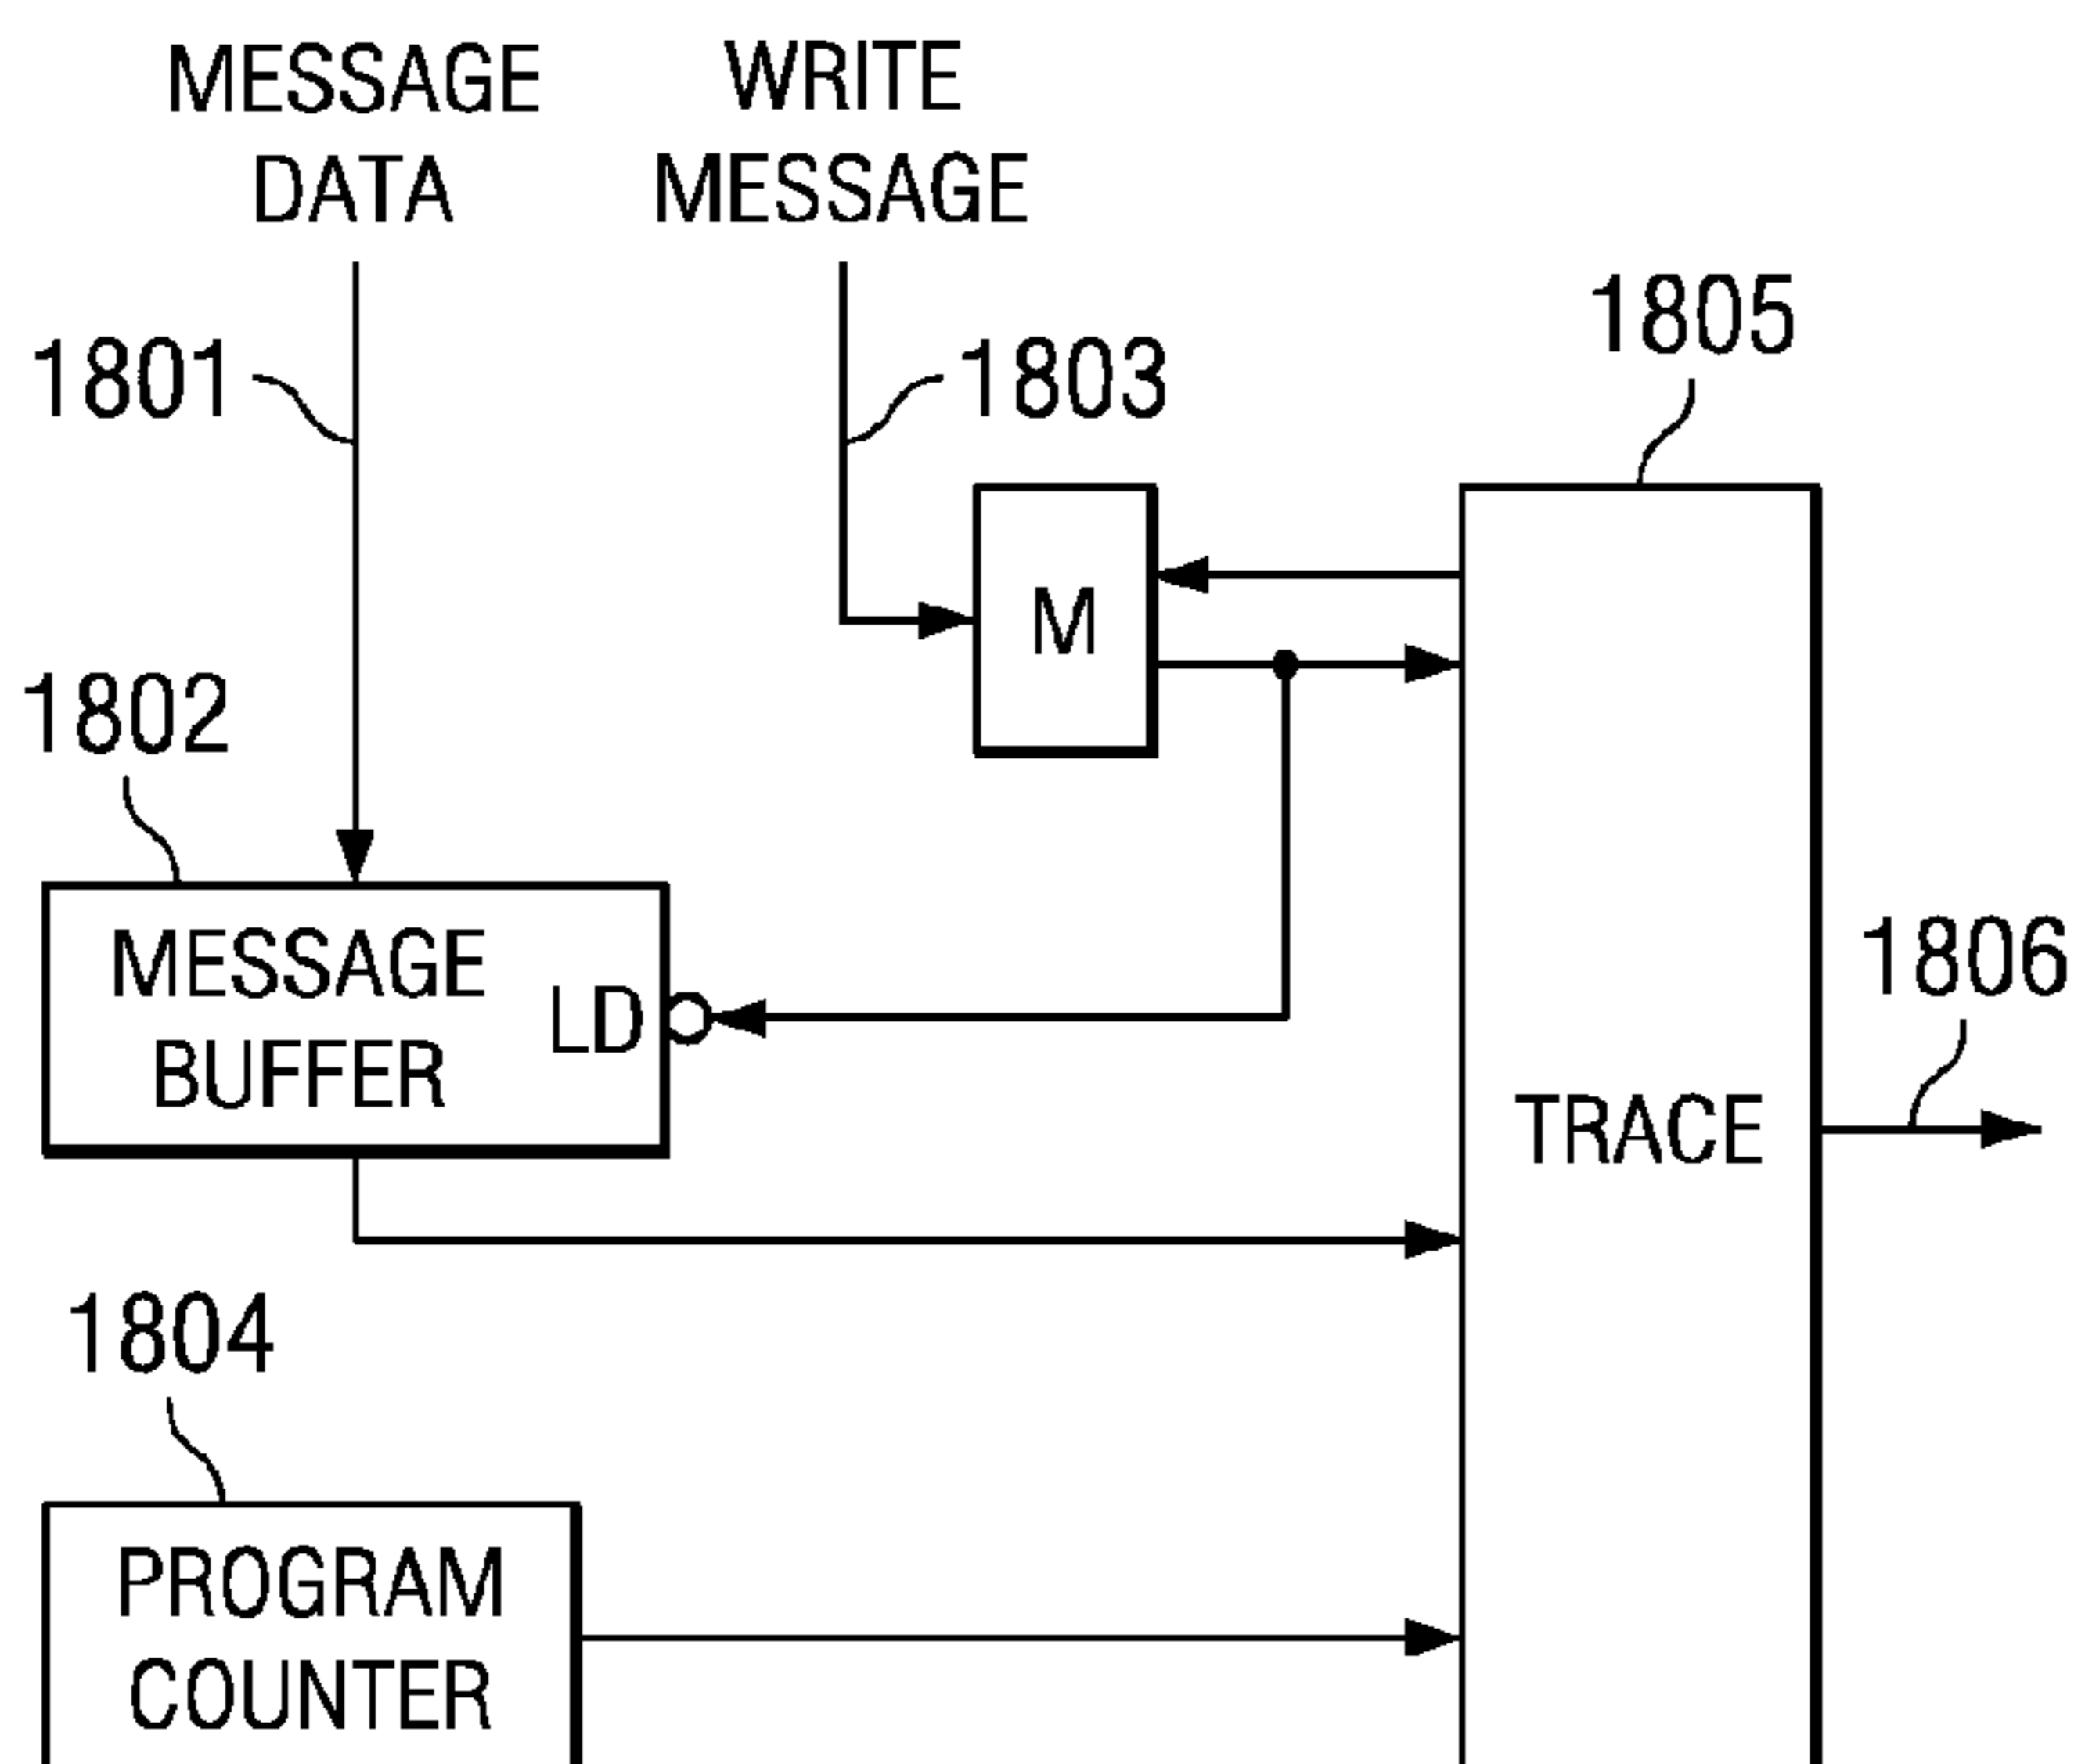 MESSAGE
DATA
WRITE
MESSAGE
1801
1803
1805
M
1802
MESSAGE
BUFFER
LD
1806
TRACE
1804
PROGRAM
COUNTER